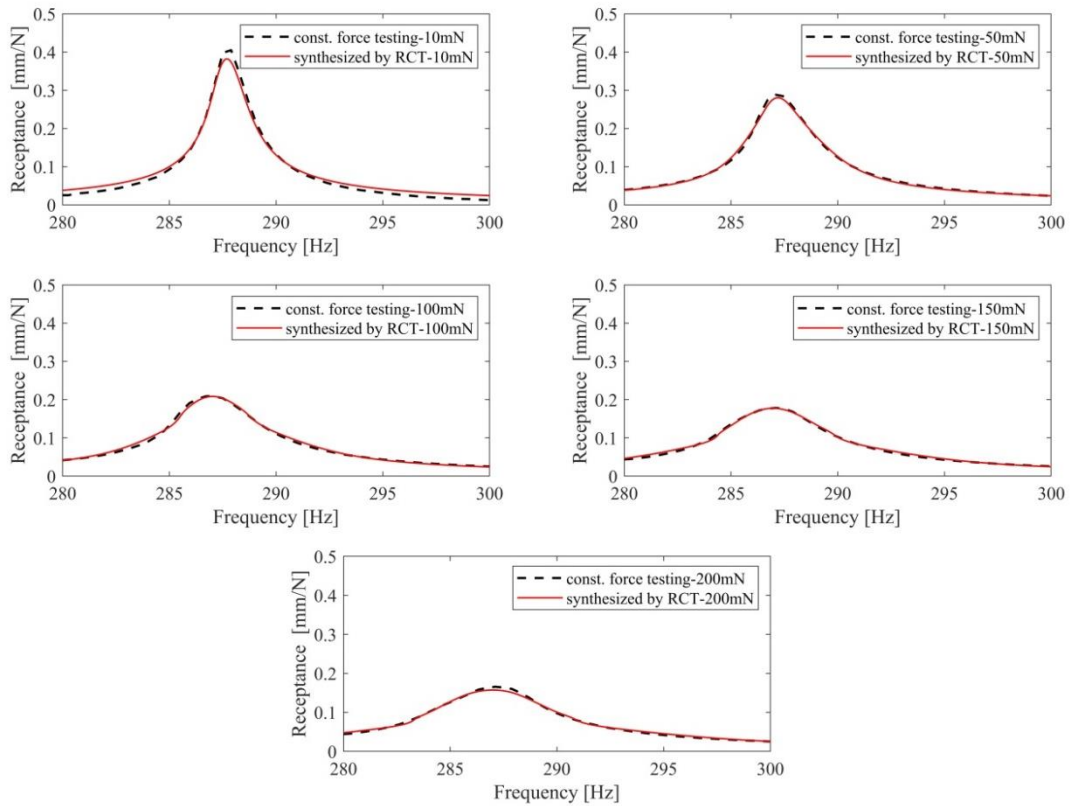 0.5
0.4
0.3
0.2
0.1
0
Receptance [mm/N]
const. force testing-10mN
synthesized by RCT-10mN
280 285 290 295 300
Frequency [Hz]
0.5
0.4
0.3
0.2
0.1
0
Receptance [mm/N]
const. force testing-50mN
synthesized by RCT-50mN
280 285 290 295 300
Frequency [Hz]
0.5
0.4
0.3
0.2
0.1
0
Receptance [mm/N]
const. force testing-100mN
synthesized by RCT-100mN
280 285 290 295 300
Frequency [Hz]
0.5
0.4
0.3
0.2
0.1
0
Receptance [mm/N]
const. force testing-150mN
synthesized by RCT-150mN
280 285 290 295 300
Frequency [Hz]
0.5
0.4
0.3
0.2
0.1
0
Receptance [mm/N]
const. force testing-200mN
synthesized by RCT-200mN
280 285 290 295 300
Frequency [Hz]